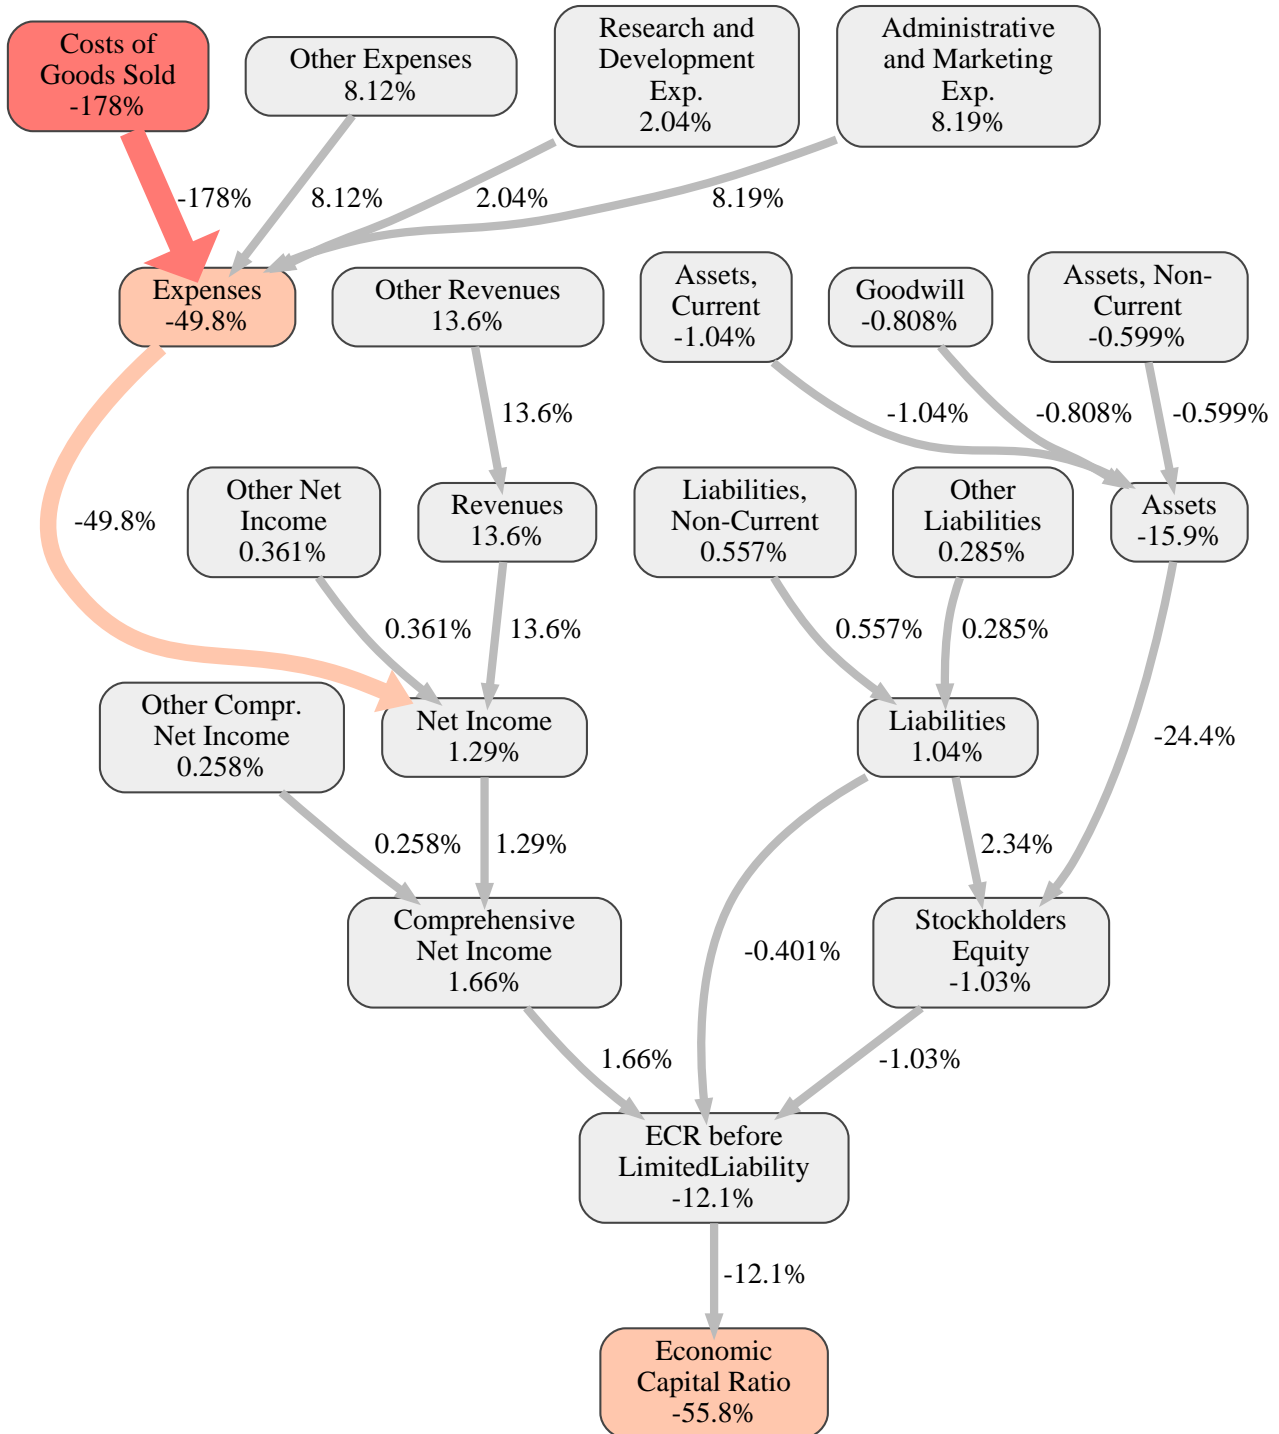 Costs of
Goods Sold
-178%
Other Expenses
8.12%
Research and
Development
Exp.
2.04%
Administrative
and Marketing
Exp.
8.19%
-178%
8.12%
2.04%
8.19%
Expenses
-49.8%
Other Revenues
13.6%
Assets,
Current
-1.04%
Goodwill
-0.808%
Assets, Non-
Current
-0.599%
13.6%
-1.04%
-0.808%
-0.599%
-49.8%
Other Net
Income
0.361%
Revenues
13.6%
Liabilities,
Non-Current
0.557%
Other
Liabilities
0.285%
Assets
-15.9%
0.361%
13.6%
0.557%
0.285%
Other Compr.
Net Income
0.258%
Net Income
1.29%
Liabilities
1.04%
-24.4%
0.258%
1.29%
2.34%
Comprehensive
Net Income
1.66%
-0.401%
Stockholders
Equity
-1.03%
1.66%
-1.03%
ECR before
LimitedLiability
-12.1%
-12.1%
Economic
Capital Ratio
-55.8%